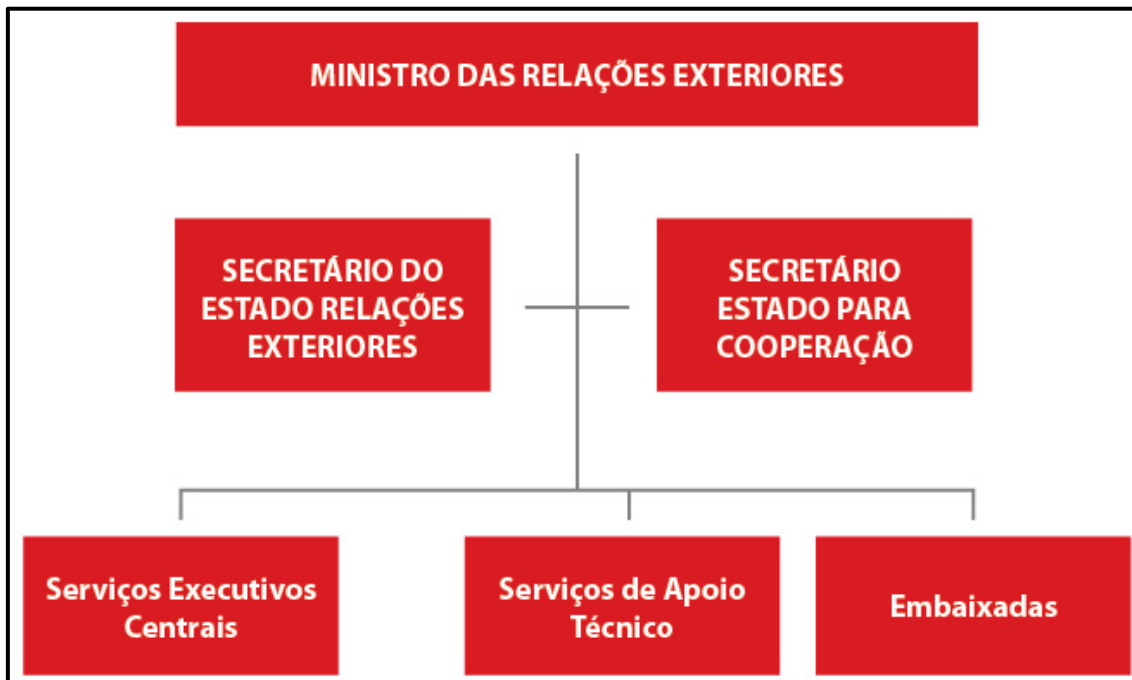 MINISTRO DAS RELAÇÕES EXTERIORES
SECRETÁRIO DO
ESTADO RELAÇÕES
EXTERIORES
SECRETÁRIO
ESTADO PARA
COOPERAÇÃO
Serviços Executivos
Centrais
Serviços de Apoio
Técnico
Embaixadas